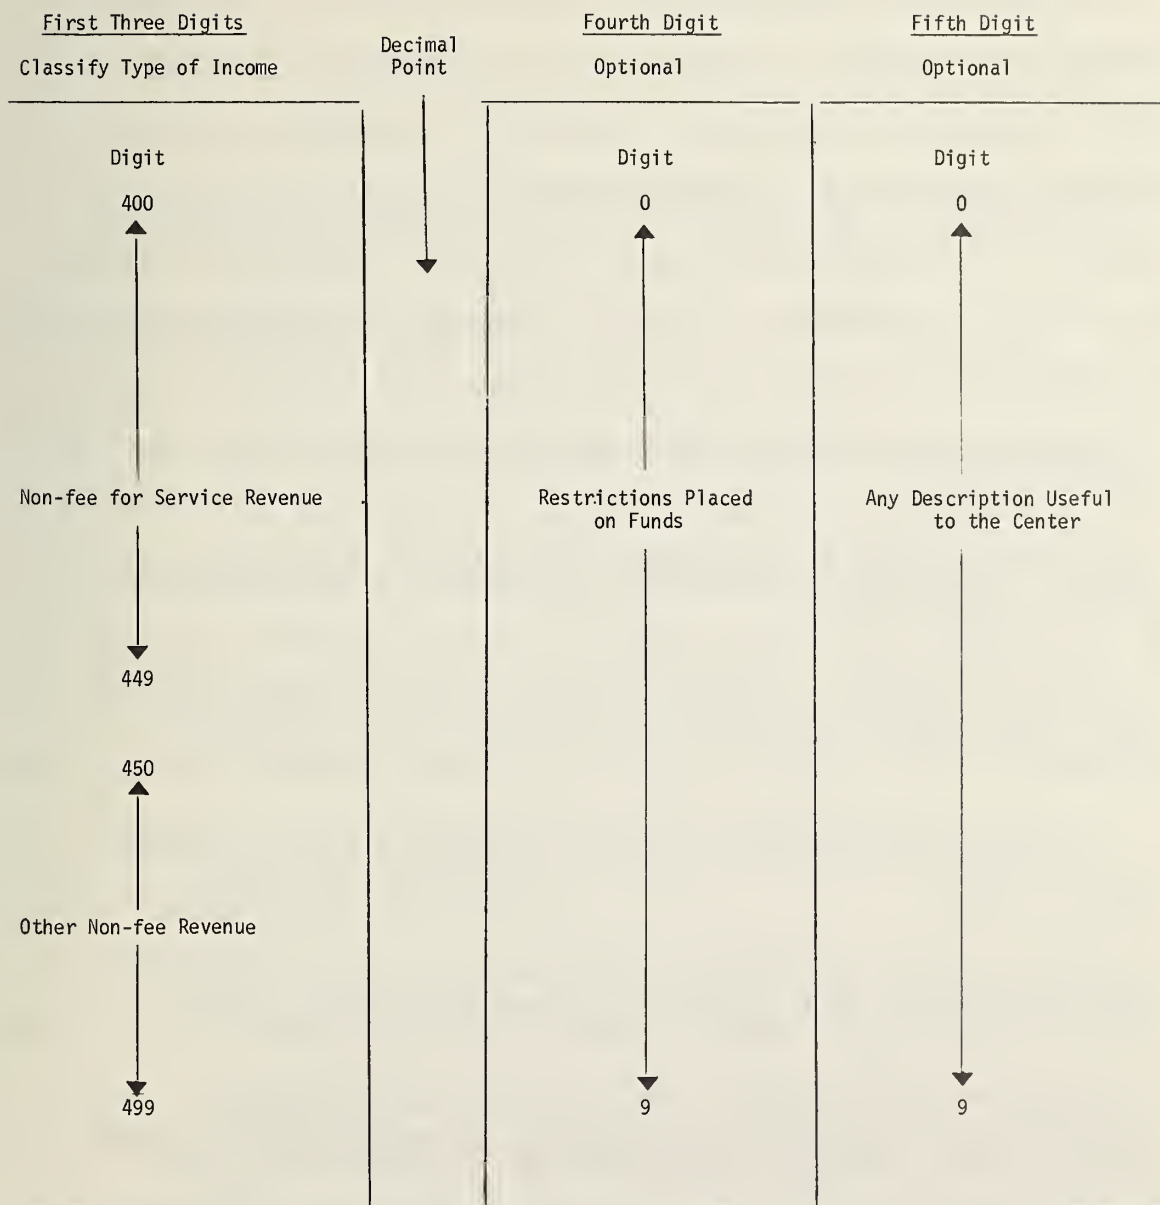 First Three Digits
Classify Type of Income
Decimal
Point
Fourth Digit
Optional
Fifth Digit
Optional
Digit
400
Non-fee for Service Revenue
449
450
Other Non-fee Revenue
499
Digit
0
Restrictions Placed
on Funds
9
Digit
0
Any Description Useful
to the Center
9